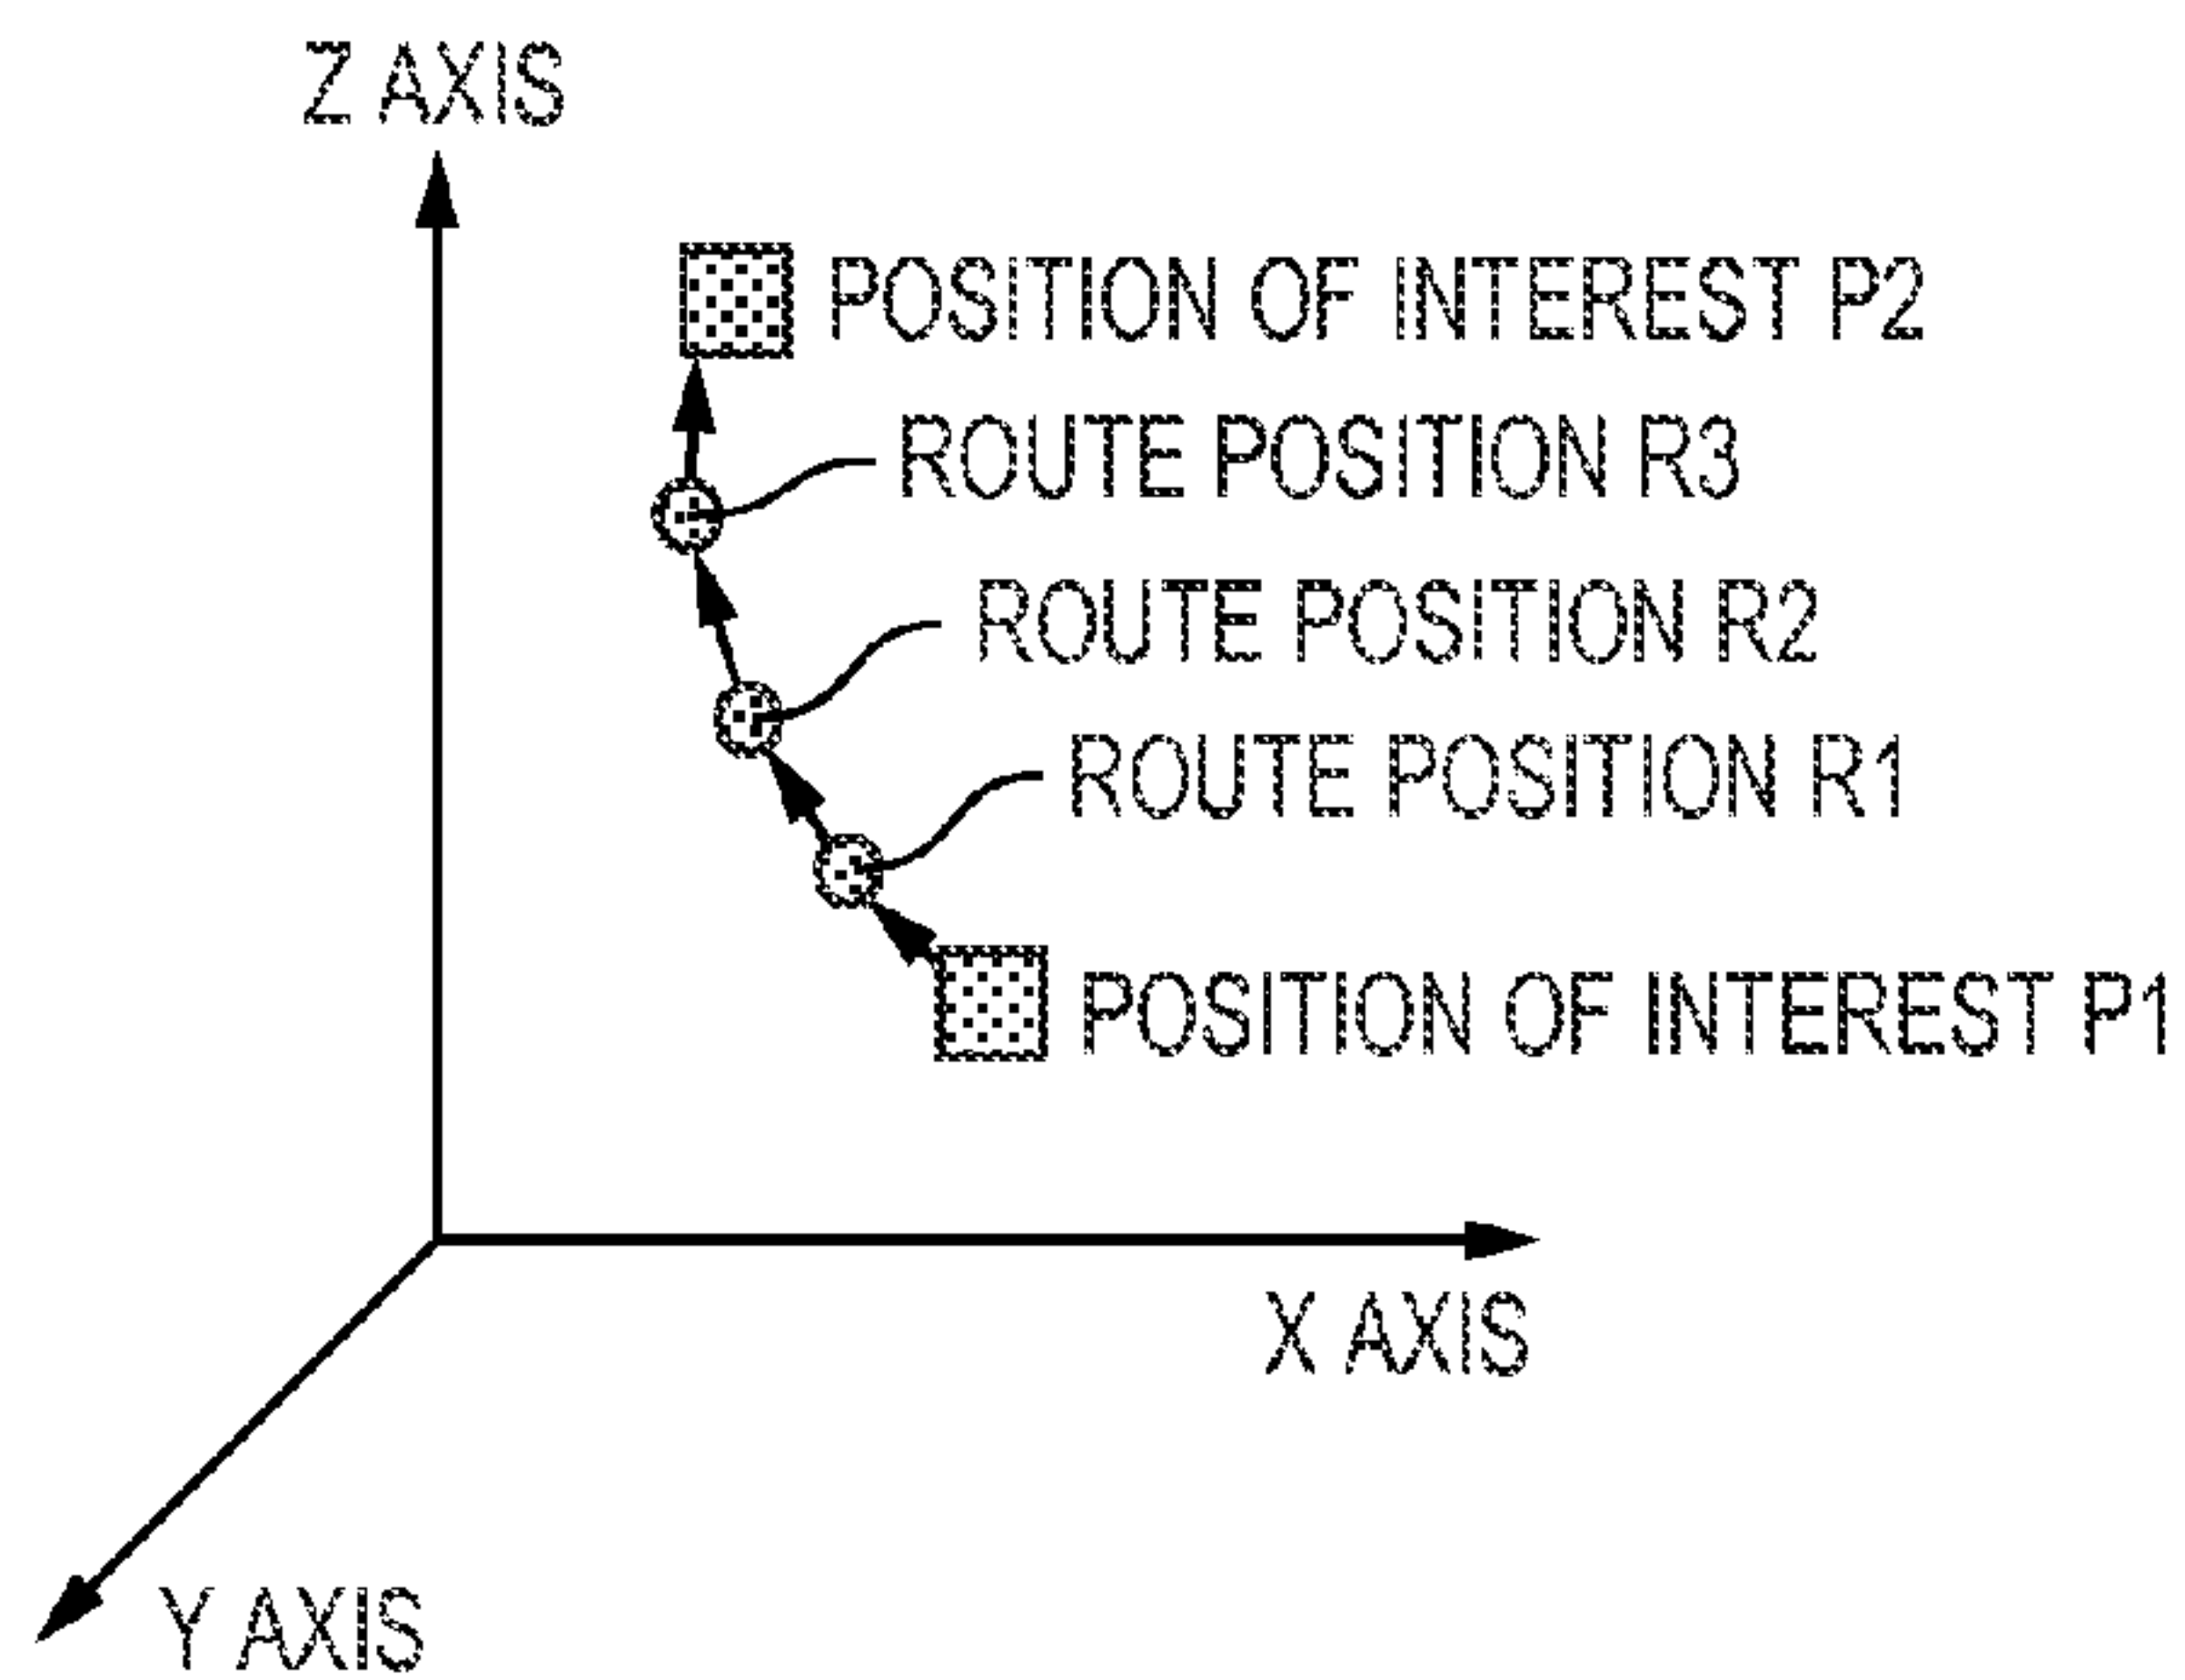 Z AXIS
POSITION OF INTEREST P2
ROUTE POSITION R3
ROUTE POSITION R2
ROUTE POSITION R1
POSITION OF INTEREST P1
X AXIS
Y AXIS